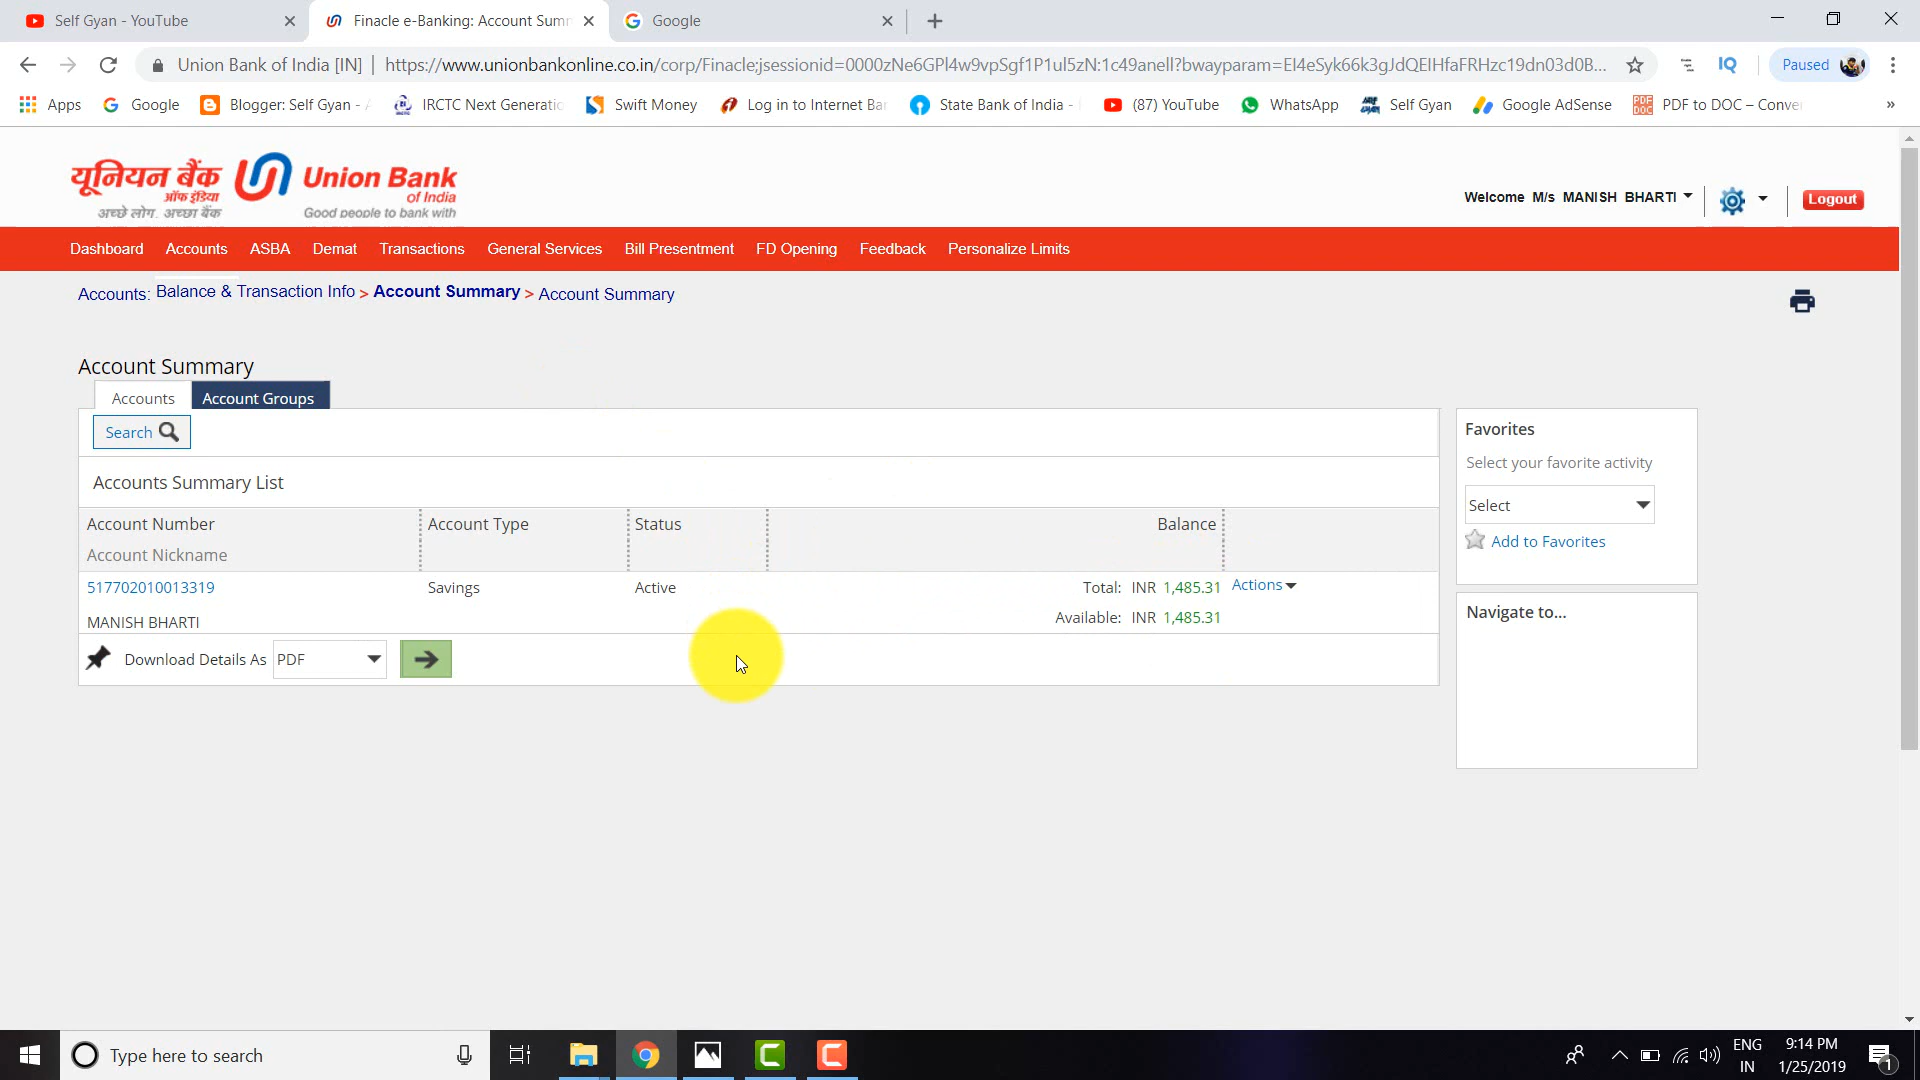 Self Gyan - YouTube
Finacle e-Banking: Account Summ
Google
Union Bank of India [IN] | https://www.unionbankonline.co.in/corp/Finacle;jsessionid=0000zNe6GPl4w9vpSgf1P1ul5zN:1c49anell?bwayparam=El4eSyk66k3gJdQEIHfaFRHzc19dn03d0B...
Paused
Apps
Google
Blogger: Self Gyan -
IRCTC Next Generatio
Swift Money
Log in to Internet Ba
State Bank of India -
(87) YouTube
WhatsApp
Self Gyan
Google AdSense
PDF to DOC – Conve
यूनियन बैंक
ऑफ इंडिया
अच्छे लोग, अच्छा बैंक
Union Bank
of India
Good people to bank with
Welcome M/s MANISH BHARTI
Logout
Dashboard Accounts ASBA Demat Transactions General Services Bill Presentment FD Opening Feedback Personalize Limits
Accounts: Balance & Transaction Info > Account Summary > Account Summary
Account Summary
Accounts
Account Groups
Search
Accounts Summary List
Account Number Account Type Status Balance
Account Nickname
517702010013319 Savings Active Total: INR 1,485.31 Actions
MANISH BHARTI Available: INR 1,485.31
Download Details As PDF
Favorites
Select your favorite activity
Select
Add to Favorites
Navigate to...
Type here to search
ENG
IN
9:14 PM
1/25/2019
1